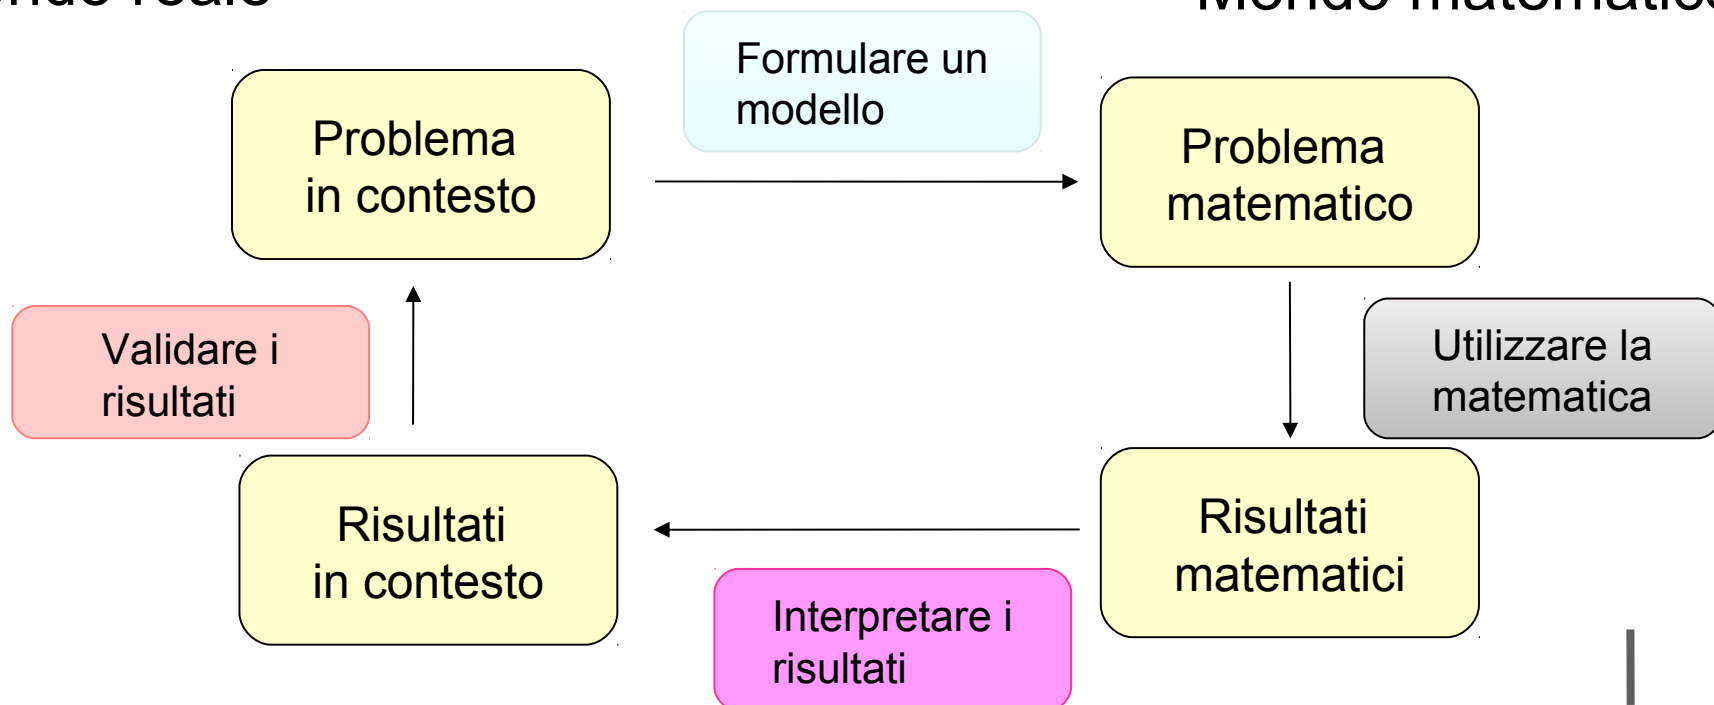 reale
Formulare un
modello
Problema
in contesto
Problema
matematico
Validare i
risultati
Utilizzare la
matematica
Risultati
in contesto
Risultati
matematici
Interpretare i
risultati